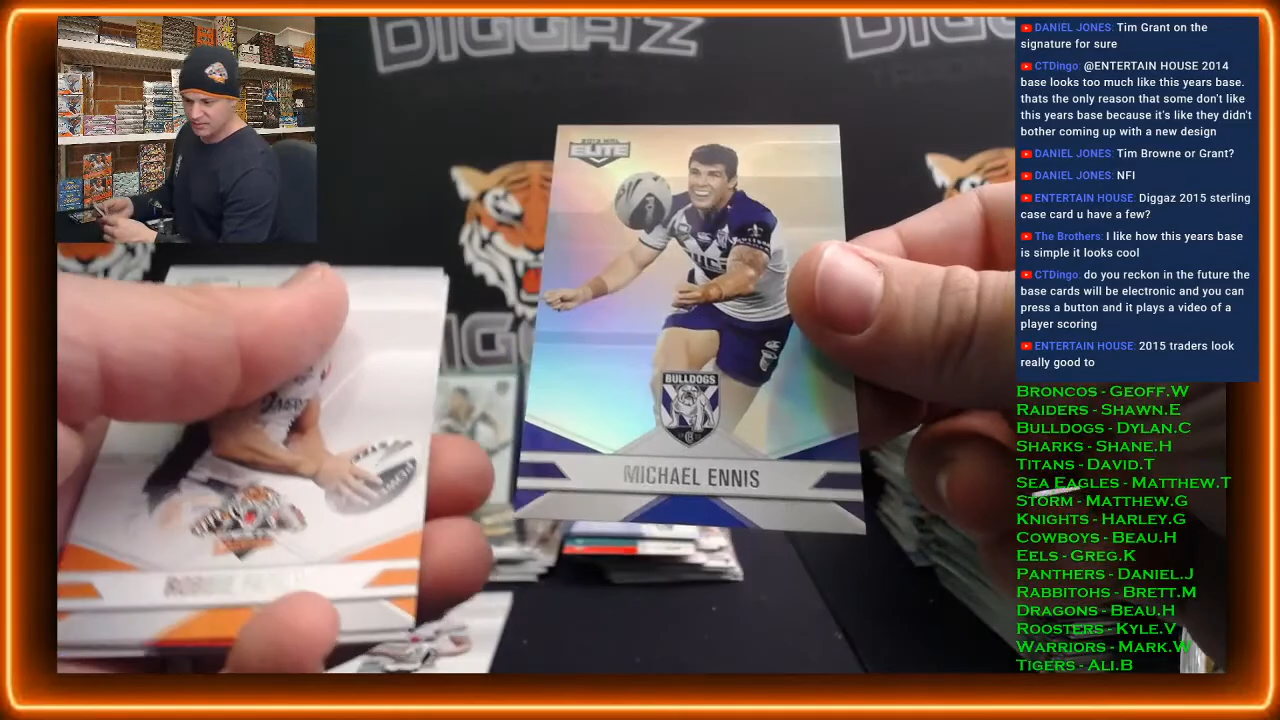 DIGGA'Z
DANIEL JONES: Tim Grant on the
signature for sure
CTDingo: @ENTERTAIN HOUSE 2014
base looks too much like this years base.
thats the only reason that some don't like
this years base because it's like they didn't
bother coming up with a new design
DANIEL JONES: Tim Browne or Grant?
DANIEL JONES: NFI
ENTERTAIN HOUSE: Diggaz 2015 sterling
case card u have a few?
The Brothers: I like how this years base
is simple it looks cool
CTDingo: do you reckon in the future the
base cards will be electronic and you can
press a button and it plays a video of a
player scoring
ENTERTAIN HOUSE: 2015 traders look
really good to
BRONCOS - GEOFF.W
RAIDERS - SHAWN.E
BULLDOGS - DYLAN.C
SHARKS - SHANE.H
TITANS - DAVID.T
SEA EAGLES - MATTHEW.T
STORM - MATTHEW.G
KNIGHTS - HARLEY.G
COWBOYS - BEAU.H
EELS - GREG.K
PANTHERS - DANIEL.J
RABBITOHS - BRETT.M
DRAGONS - BEAU.H
ROOSTERS - KYLE.V
WARRIORS - MARK.W
TIGERS - ALI.B
ELITE
BULLDOGS
MICHAEL ENNIS